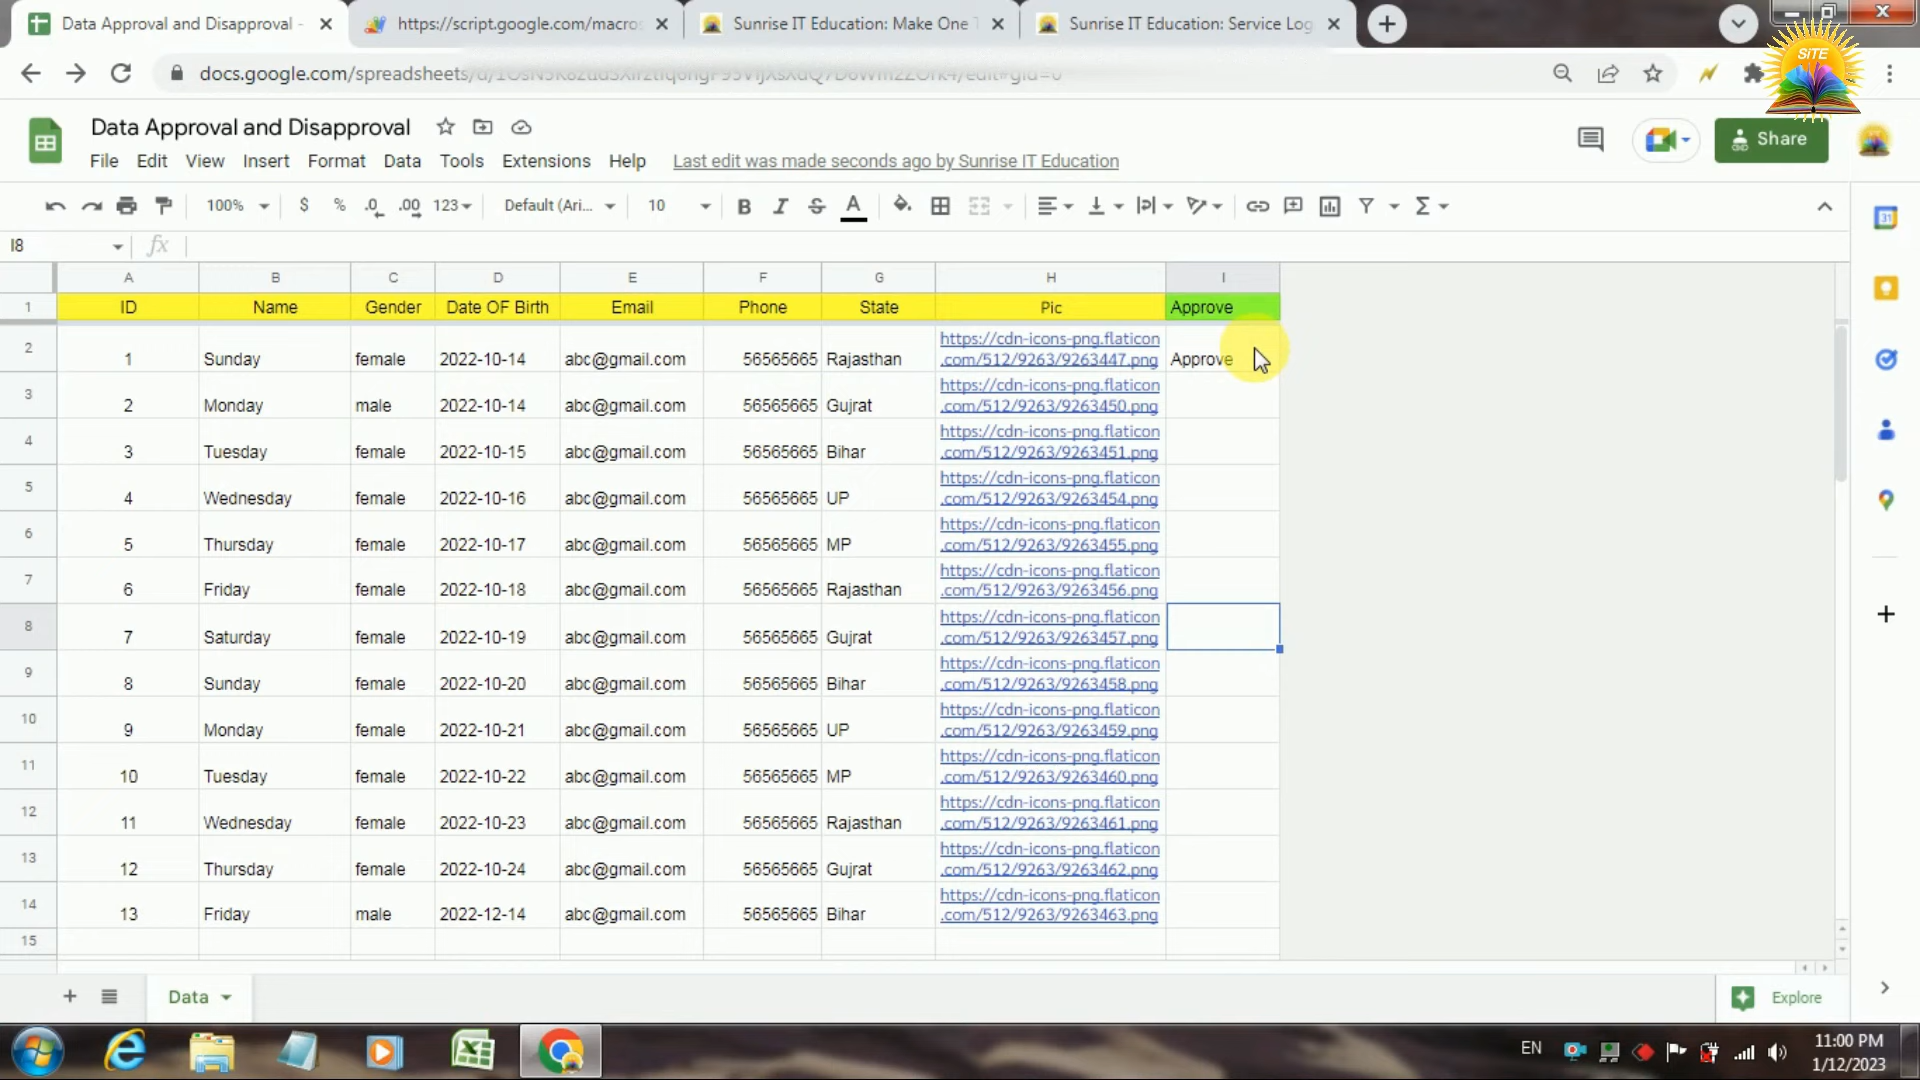 Data Approval and Disapproval -
https://script.google.com/macros
Sunrise IT Education: Make One T
Sunrise IT Education: Service Log
SITE
docs.google.com/spreadsheets/
Data Approval and Disapproval
Share
File Edit View Insert Format Data Tools Extensions Help Last edit was made seconds ago by Sunrise IT Education
100% $ % .0 .00 123 Default (Ari... 10 B I S A Σ
31
I8 fx
A B C D E F G H I
1 ID Name Gender Date OF Birth Email Phone State Pic Approve
2 1 Sunday female 2022-10-14 abc@gmail.com 56565665 Rajasthan https://cdn-icons-png.flaticon
.com/512/9263/9263447.png Approve
3 2 Monday male 2022-10-14 abc@gmail.com 56565665 Gujrat https://cdn-icons-png.flaticon
.com/512/9263/9263450.png
4 3 Tuesday female 2022-10-15 abc@gmail.com 56565665 Bihar https://cdn-icons-png.flaticon
.com/512/9263/9263451.png
5 4 Wednesday female 2022-10-16 abc@gmail.com 56565665 UP https://cdn-icons-png.flaticon
.com/512/9263/9263454.png
6 5 Thursday female 2022-10-17 abc@gmail.com 56565665 MP https://cdn-icons-png.flaticon
.com/512/9263/9263455.png
7 6 Friday female 2022-10-18 abc@gmail.com 56565665 Rajasthan https://cdn-icons-png.flaticon
.com/512/9263/9263456.png
8 7 Saturday female 2022-10-19 abc@gmail.com 56565665 Gujrat https://cdn-icons-png.flaticon
.com/512/9263/9263457.png
9 8 Sunday female 2022-10-20 abc@gmail.com 56565665 Bihar https://cdn-icons-png.flaticon
.com/512/9263/9263458.png
10 9 Monday female 2022-10-21 abc@gmail.com 56565665 UP https://cdn-icons-png.flaticon
.com/512/9263/9263459.png
11 10 Tuesday female 2022-10-22 abc@gmail.com 56565665 MP https://cdn-icons-png.flaticon
.com/512/9263/9263460.png
12 11 Wednesday female 2022-10-23 abc@gmail.com 56565665 Rajasthan https://cdn-icons-png.flaticon
.com/512/9263/9263461.png
13 12 Thursday female 2022-10-24 abc@gmail.com 56565665 Gujrat https://cdn-icons-png.flaticon
.com/512/9263/9263462.png
14 13 Friday male 2022-12-14 abc@gmail.com 56565665 Bihar https://cdn-icons-png.flaticon
.com/512/9263/9263463.png
15
Data
Explore
EN
11:00 PM
1/12/2023